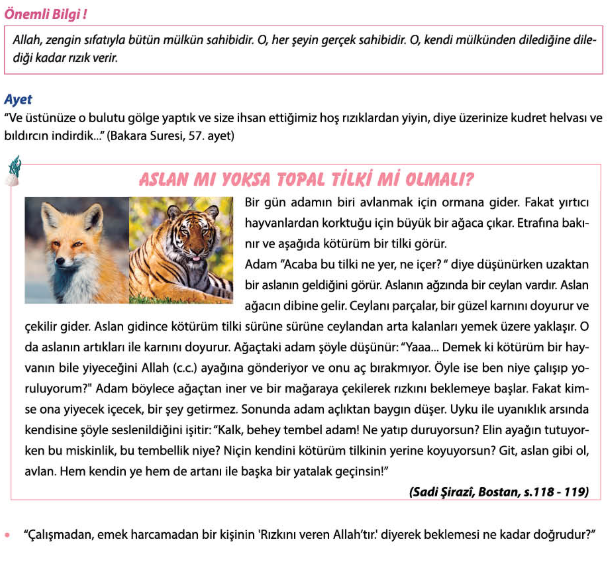 Önemli Bilgi !
Allah, zengin sıfatıyla bütün mülkün sahibidir. O, her şeyin gerçek sahibidir. O, kendi mülkünden dilediğine dile-
diği kadar rızık verir.
Ayet
“Ve üstünüze o bulutu gölge yaptık ve size ihsan ettiğimiz hoş rızıklardan yiyin, diye üzerinize kudret helvası ve
bıldırcın indirdik...” (Bakara Suresi, 57. ayet)
ASLAN MI YOKSA TOPAL TİLKİ Mİ OLMALI?
Bir gün adamın biri avlanmak için ormana gider. Fakat yırtıcı
hayvanlardan korktuğu için büyük bir ağaca çıkar. Etrafına bakı-
nır ve aşağıda kötürüm bir tilki görür.
Adam "Acaba bu tilki ne yer, ne içer?" diye düşünürken uzaktan
bir aslanın geldiğini görür. Aslanın ağzında bir ceylan vardır. Aslan
ağacın dibine gelir. Ceylanı parçalar, bir güzel karnını doyurur ve
çekilir gider. Aslan gidince kötürüm tilki sürüne sürüne ceylandan arta kalanları yemek üzere yaklaşır. O
da aslanın artıkları ile karnını doyurur. Ağaçtaki adam şöyle düşünür: “Yaaa... Demek ki kötürüm bir hay-
vanın bile yiyeceğini Allah (c.c.) ayağına gönderiyor ve onu aç bırakmıyor. Öyle ise ben niye çalışıp yo-
ruluyorum?" Adam böylece ağaçtan iner ve bir mağaraya çekilerek rızkını beklemeye başlar. Fakat kim-
se ona yiyecek içecek, bir şey getirmez. Sonunda adam açlıktan baygın düşer. Uyku ile uyanıklık arsında
kendisine şöyle seslenildiğini işitir: “Kalk, behey tembel adam! Ne yatıp duruyorsun? Elin ayağın tutuyor-
ken bu miskinlik, bu tembellik niye? Niçin kendini kötürüm tilkinin yerine koyuyorsun? Git, aslan gibi ol,
avlan. Hem kendin ye hem de artanı ile başka bir yatalak geçinsin!”
(Sadi Şirazî, Bostan, s.118 - 119)
• “Çalışmadan, emek harcamadan bir kişinin 'Rızkını veren Allah’tır.' diyerek beklemesi ne kadar doğrudur?”